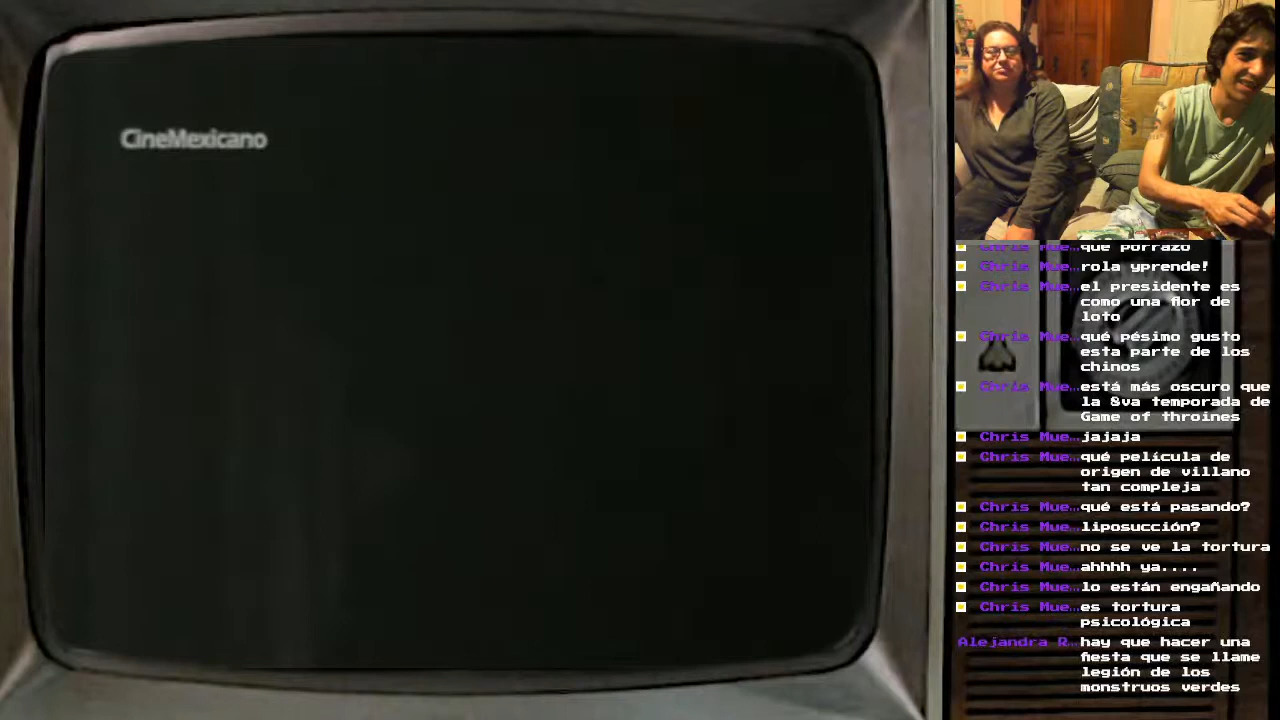 CineMexicano
Chris Mue… que porrazo
Chris Mue… rola yprende!
Chris Mue… el presidente es
como una flor de
loto
Chris Mue… qué pésimo gusto
esta parte de los
chinos
Chris Mue… está más oscuro que
la 8va temporada de
Game of throines
Chris Mue… jajaja
Chris Mue… qué película de
origen de villano
tan compleja
Chris Mue… qué está pasando?
Chris Mue… liposucción?
Chris Mue… no se ve la tortura
Chris Mue… ahhhh ya....
Chris Mue… lo están engañando
Chris Mue… es tortura
psicológica
Alejandra R… hay que hacer una
fiesta que se llame
legión de los
monstruos verdes